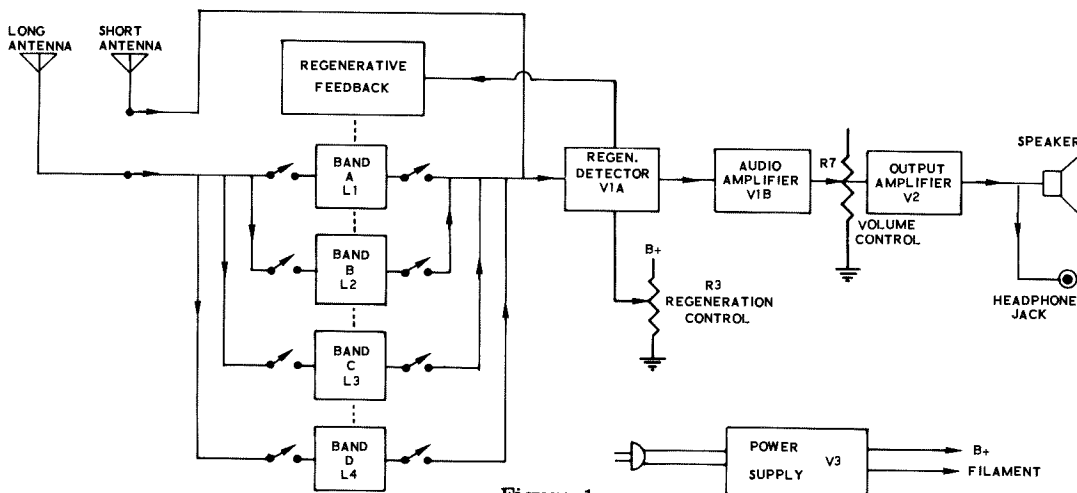 LONG
ANTENNA
SHORT
ANTENNA
REGENERATIVE
FEEDBACK
BAND
A
L1
BAND
B
L2
BAND
C
L3
BAND
D
L4
REGEN.
DETECTOR
V1A
B+
R3
REGENERATION
CONTROL
AUDIO
AMPLIFIER
V1B
R7
VOLUME
CONTROL
OUTPUT
AMPLIFIER
V2
SPEAKER
HEADPHONE
JACK
POWER
SUPPLY
V3
B+
FILAMENT